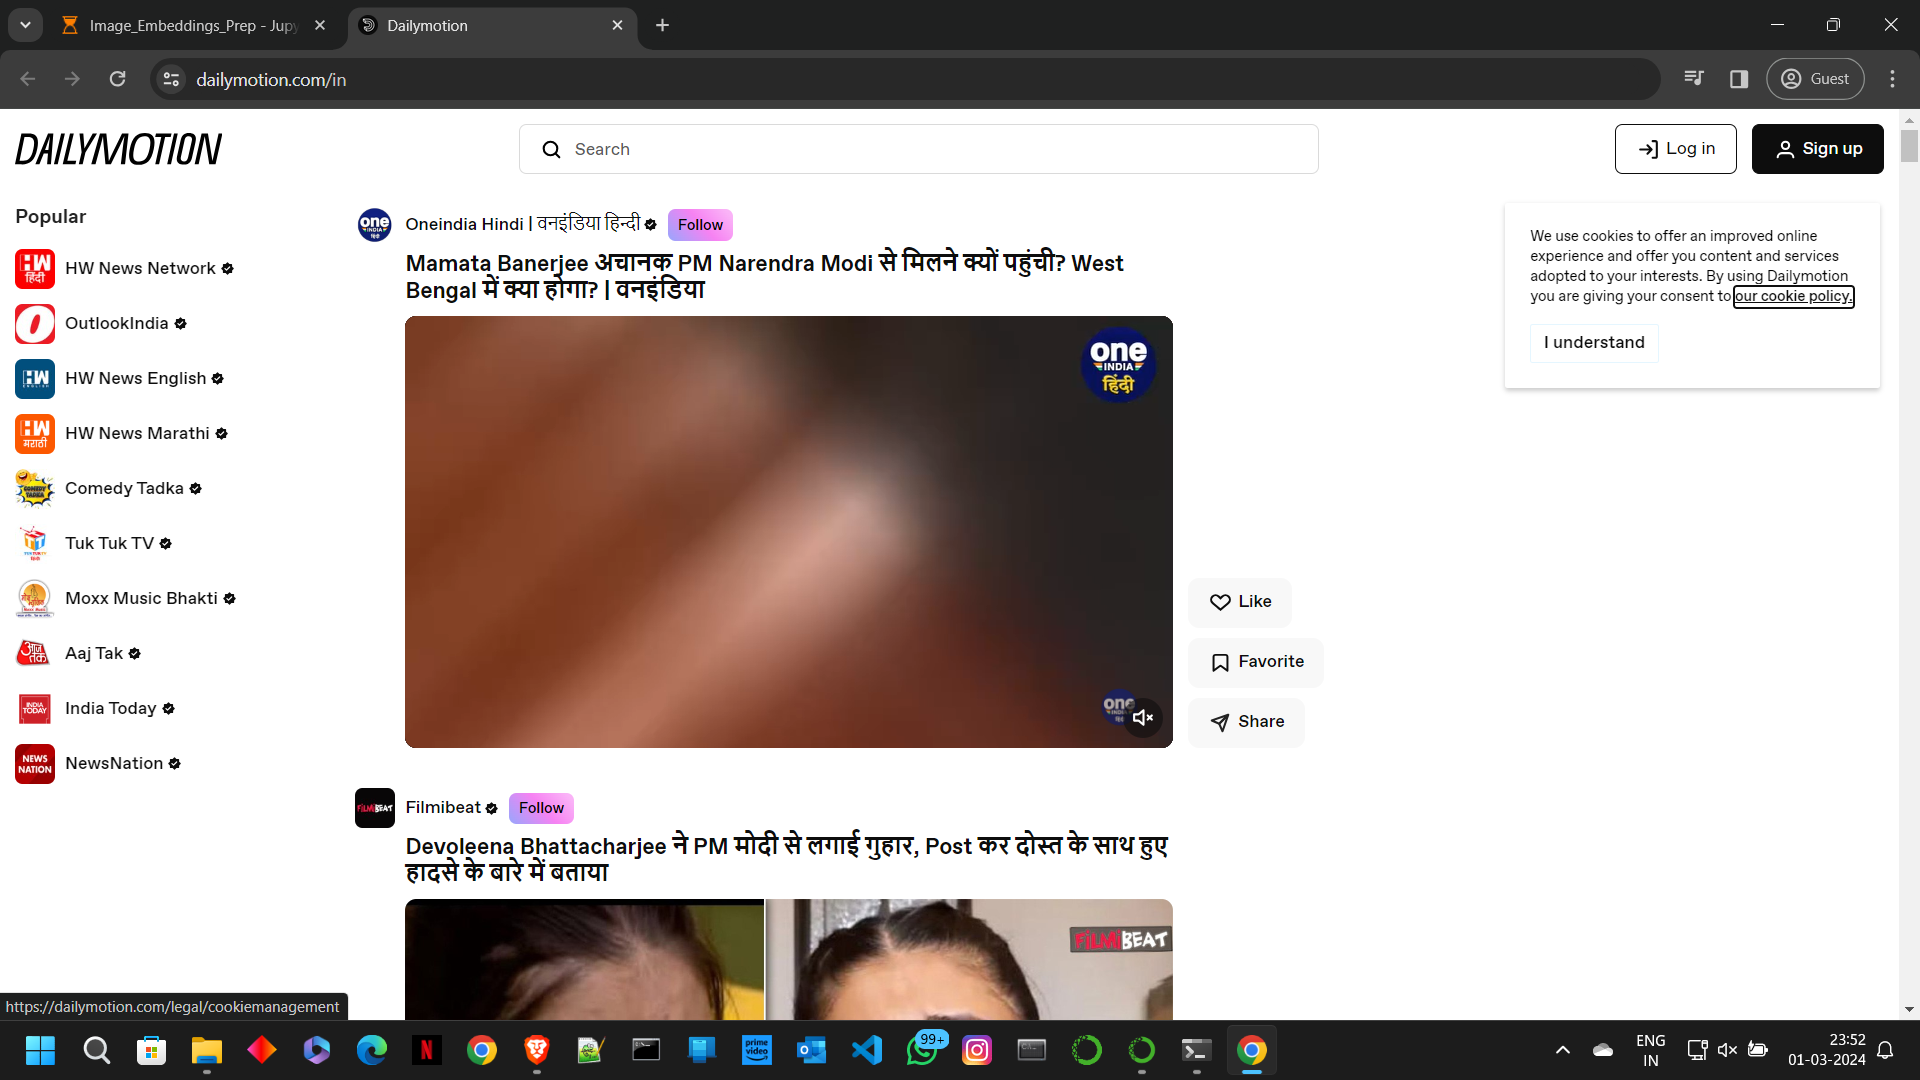 Image_Embeddings_Prep - Jupy
Dailymotion
dailymotion.com/in
Guest
DAILYMOTION
Search
Log in
Sign up
Popular
HW News Network
OutlookIndia
HW News English
HW News Marathi
Comedy Tadka
Tuk Tuk TV
Moxx Music Bhakti
Aaj Tak
India Today
NewsNation
Oneindia Hindi | वनइंडिया हिन्दी
Follow
Mamata Banerjee अचानक PM Narendra Modi से मिलने क्यों पहुंची? West
Bengal में क्या होगा? | वनइंडिया
one
INDIA
हिंदी
Like
Favorite
Share
Filmibeat
Follow
Devoleena Bhattacharjee ने PM मोदी से लगाई गुहार, Post कर दोस्त के साथ हुए
हादसे के बारे में बताया
FILMIBEAT
We use cookies to offer an improved online
experience and offer you content and services
adopted to your interests. By using Dailymotion
you are giving your consent to our cookie policy.
I understand
https://dailymotion.com/legal/cookiemanagement
prime
video
99+
ENG
IN
23:52
01-03-2024